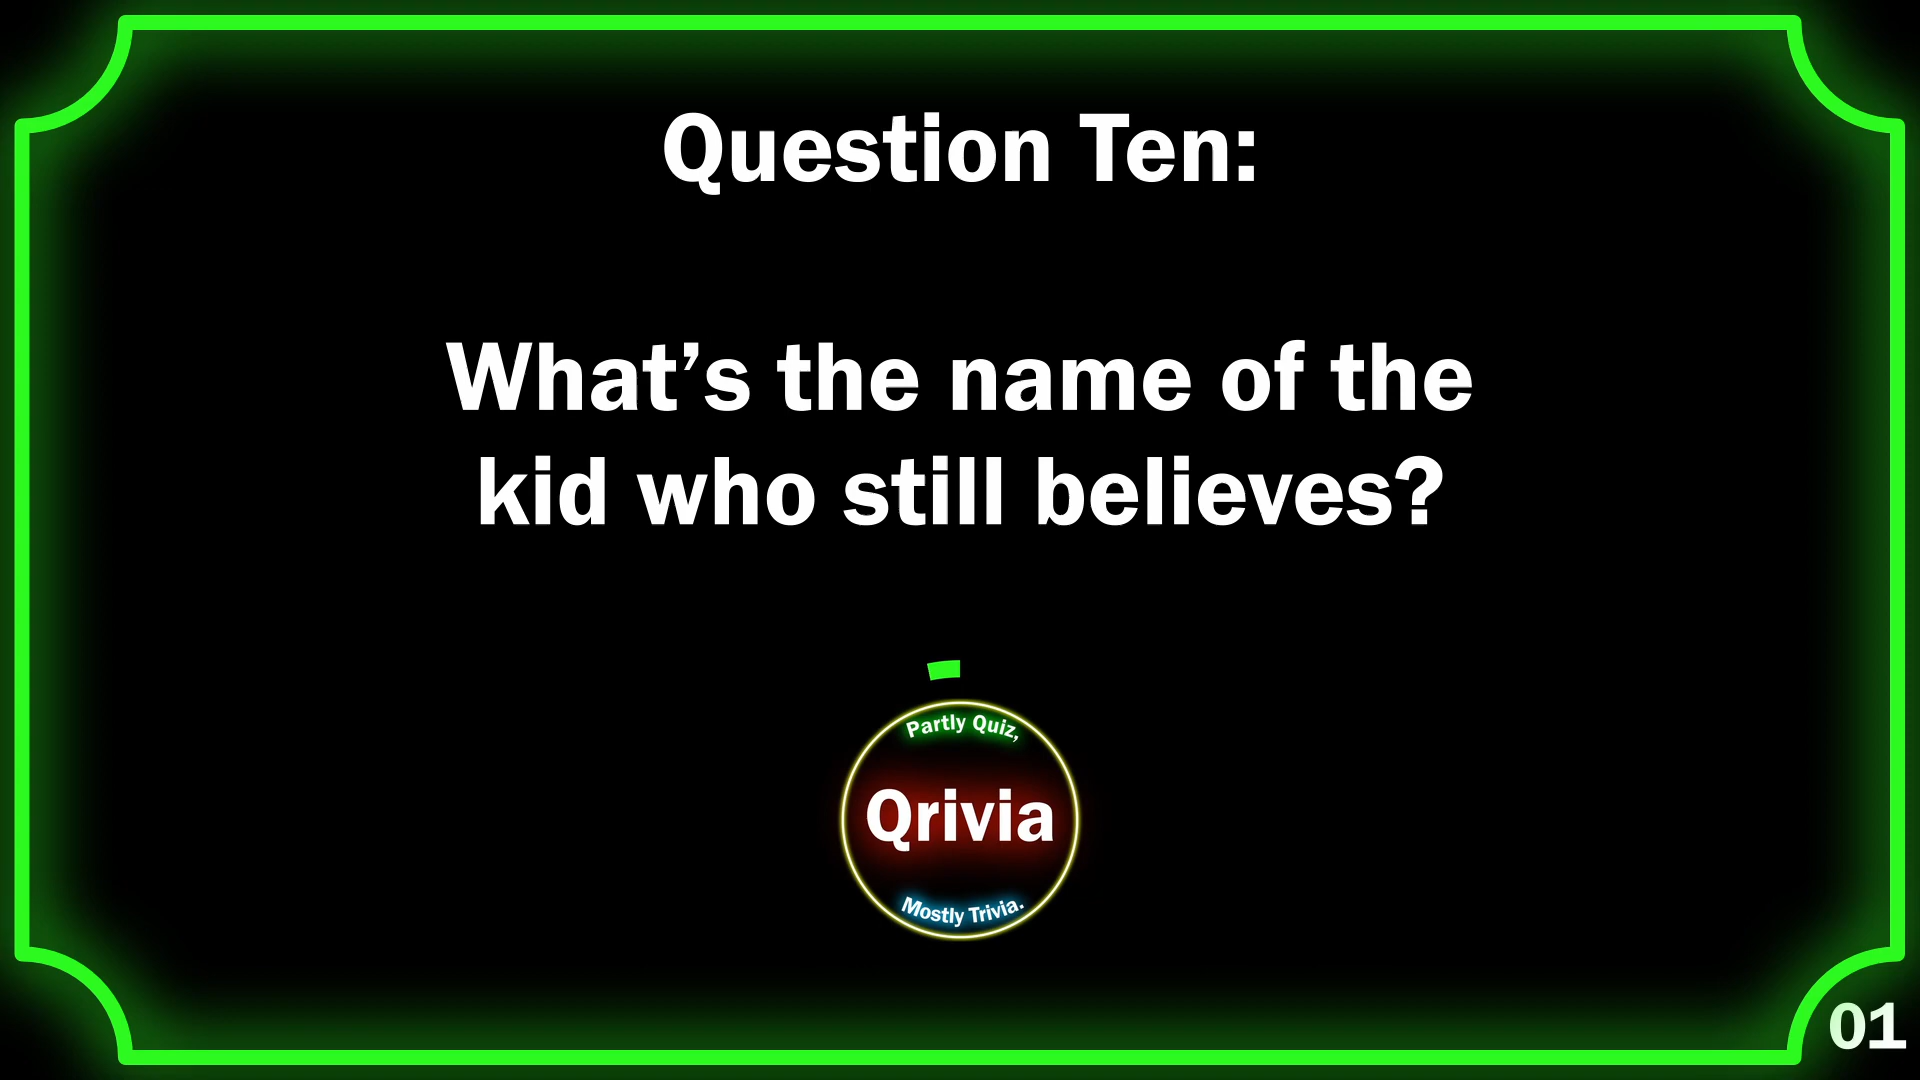 Question Ten:
What’s the name of the
kid who still believes?
Partly Quiz,
Qrivia
Mostly Trivia.
01